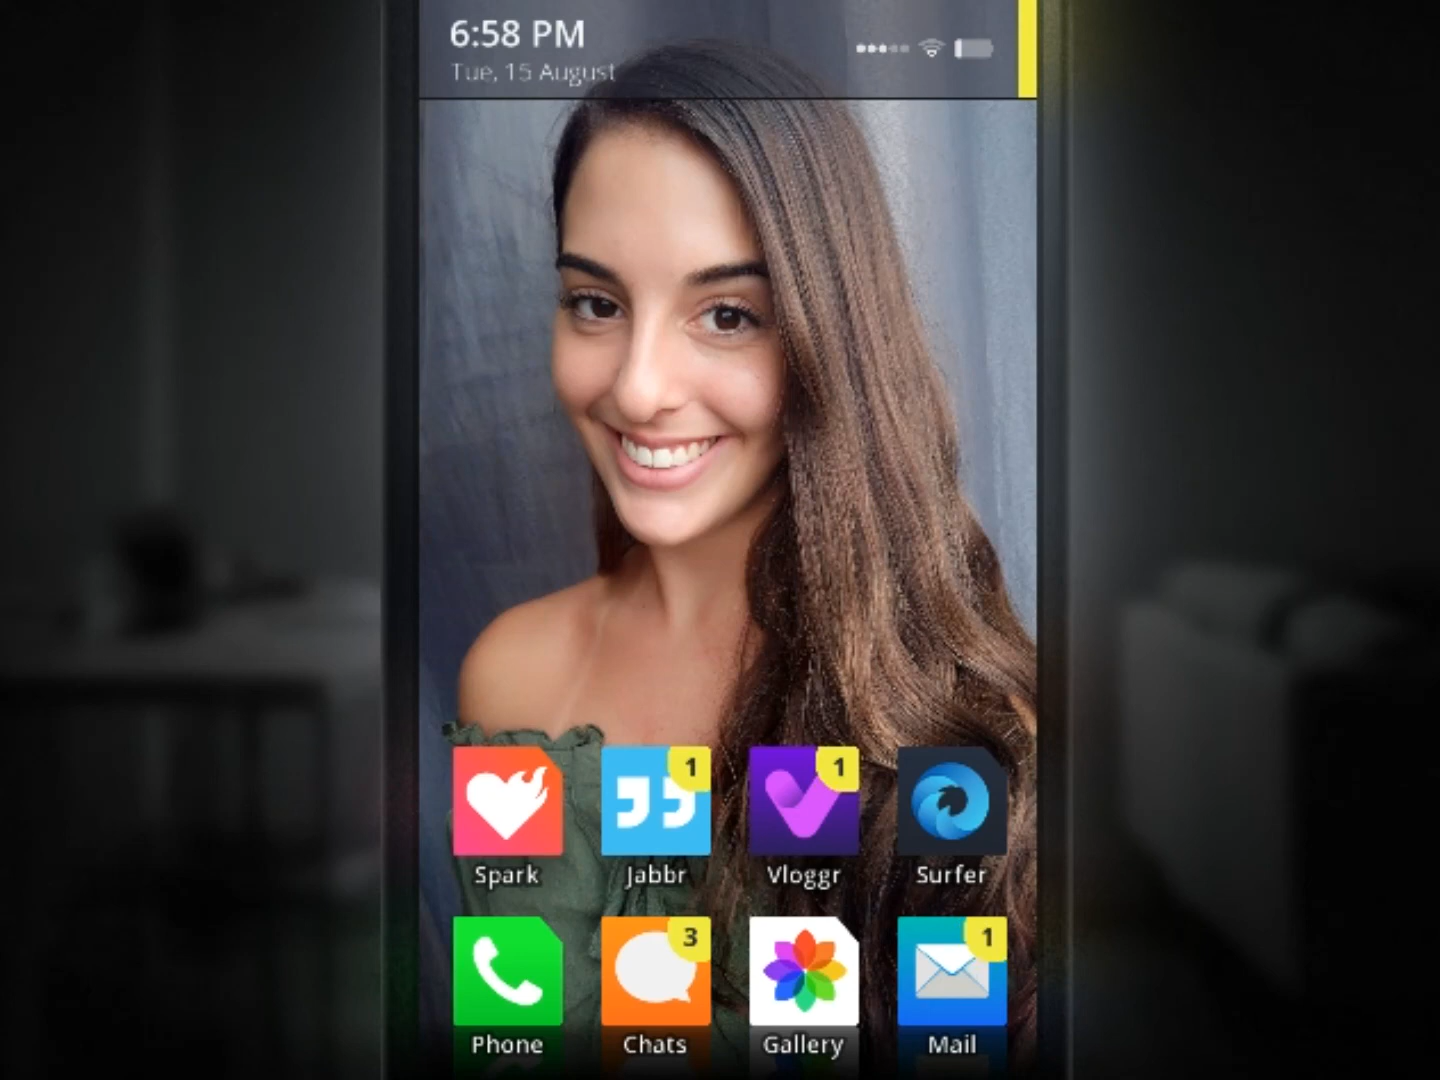 6:58 PM
Tue, 15 August
1
1
Spark
Jabbr
Vloggr
Surfer
3
1
Phone
Chats
Gallery
Mail